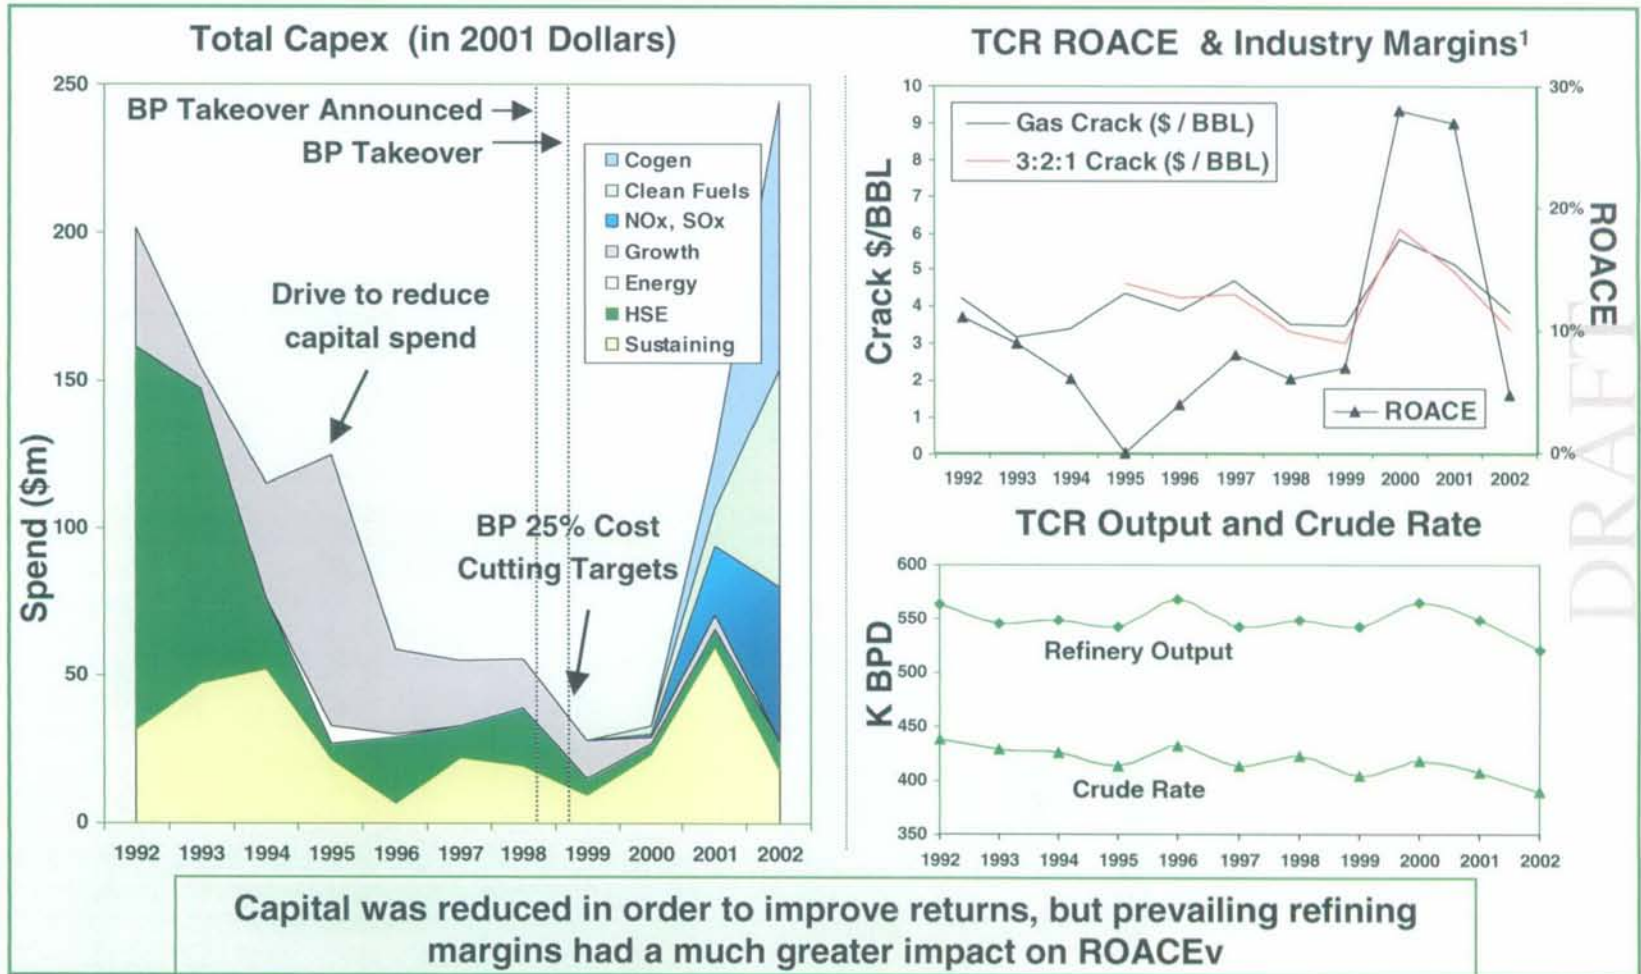 Total Capex (in 2001 Dollars)
250
200
150
100
50
0
Spend ($m)
BP Takeover Announced
BP Takeover
Cogen
Clean Fuels
NOx, SOx
Growth
Energy
HSE
Sustaining
Drive to reduce
capital spend
BP 25% Cost
Cutting Targets
1992 1993 1994 1995 1996 1997 1998 1999 2000 2001 2002
TCR ROACE & Industry Margins¹
10
9
8
7
6
5
4
3
2
1
0
Crack $/BBL
Gas Crack ($ / BBL)
3:2:1 Crack ($ / BBL)
30%
20%
10%
0%
ROACE
ROACE
1992 1993 1994 1995 1996 1997 1998 1999 2000 2001 2002
TCR Output and Crude Rate
600
550
500
450
400
350
K BPD
Refinery Output
Crude Rate
1992 1993 1994 1995 1996 1997 1998 1999 2000 2001 2002
DRAFT
Capital was reduced in order to improve returns, but prevailing refining
margins had a much greater impact on ROACEv